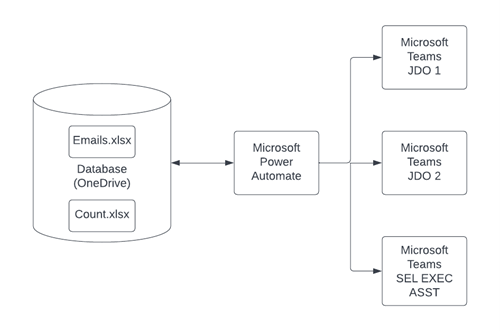 Emails.xlsx
Database
(OneDrive)
Count.xlsx
Microsoft
Power
Automate
Microsoft
Teams
JDO 1
Microsoft
Teams
JDO 2
Microsoft
Teams
SEL EXEC
ASST